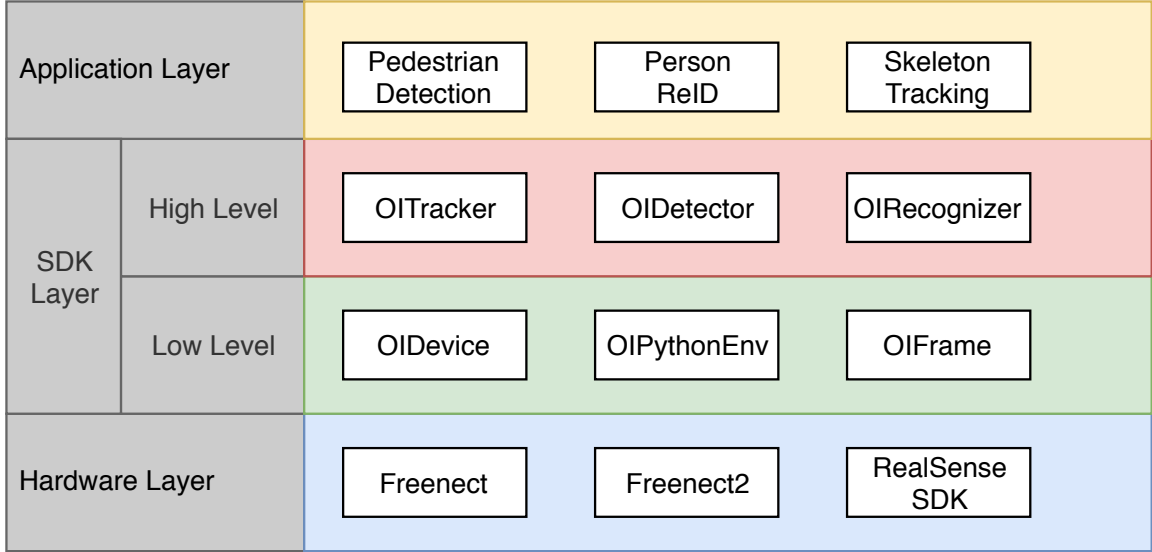 Application Layer
Pedestrian
Detection
Person
ReID
Skeleton
Tracking
SDK
Layer
High Level
OITracker
OIDetector
OIRecognizer
Low Level
OIDevice
OIPythonEnv
OIFrame
Hardware Layer
Freenect
Freenect2
RealSense
SDK